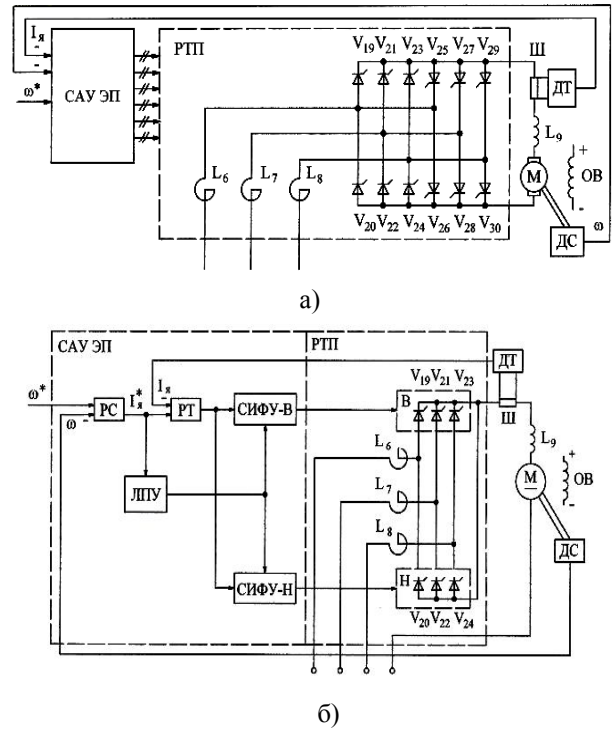 Iя
-
-
ω*
САУ ЭП
РТП
V19 V21 V23 V25 V27 V29
Ш
ДТ
L9
L6 L7 L8
М
+
ОВ
-
V20 V22 V24 V26 V28 V30
ДС
ω
а)
САУ ЭП
РТП
ДТ
Iя
-
V19 V21 V23
ω*
I*я
РС
РТ
СИФУ-В
В
Ш
ω -
L6
L9
ЛПУ
L7
М
+
ОВ
-
L8
ДС
СИФУ-Н
Н
V20 V22 V24
б)